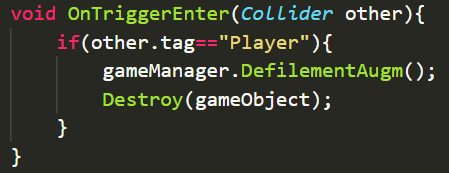 void OnTriggerEnter(Collider other){
if(other.tag=="Player"){
gameManager.DefilementAugm();
Destroy(gameObject);
}
}